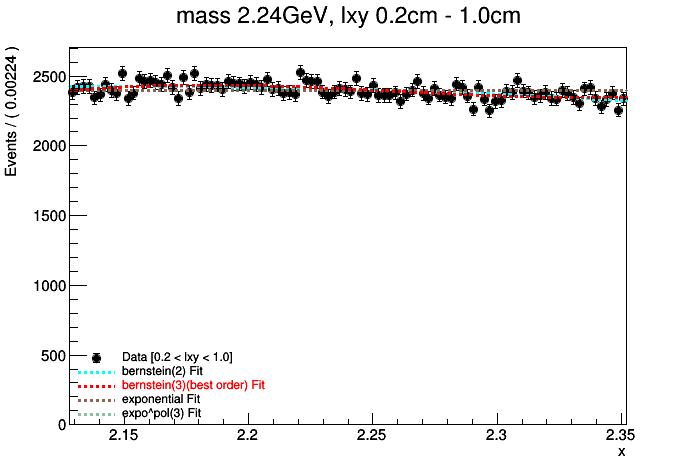 mass 2.24GeV, lxy 0.2cm - 1.0cm
Events / ( 0.00224 )
2500
2000
1500
1000
500
0
Data [0.2 < lxy < 1.0]
bernstein(2) Fit
bernstein(3)(best order) Fit
exponential Fit
expo^pol(3) Fit
2.15 2.2 2.25 2.3 2.35
x